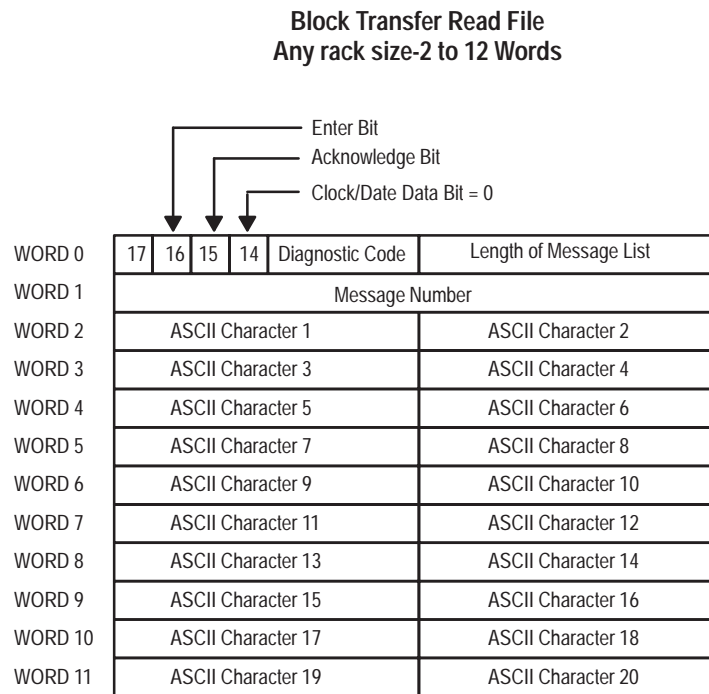 Block Transfer Read File
Any rack size-2 to 12 Words
Enter Bit
Acknowledge Bit
Clock/Date Data Bit = 0
WORD 0 17 16 15 14 Diagnostic Code Length of Message List
WORD 1 Message Number
WORD 2 ASCII Character 1 ASCII Character 2
WORD 3 ASCII Character 3 ASCII Character 4
WORD 4 ASCII Character 5 ASCII Character 6
WORD 5 ASCII Character 7 ASCII Character 8
WORD 6 ASCII Character 9 ASCII Character 10
WORD 7 ASCII Character 11 ASCII Character 12
WORD 8 ASCII Character 13 ASCII Character 14
WORD 9 ASCII Character 15 ASCII Character 16
WORD 10 ASCII Character 17 ASCII Character 18
WORD 11 ASCII Character 19 ASCII Character 20